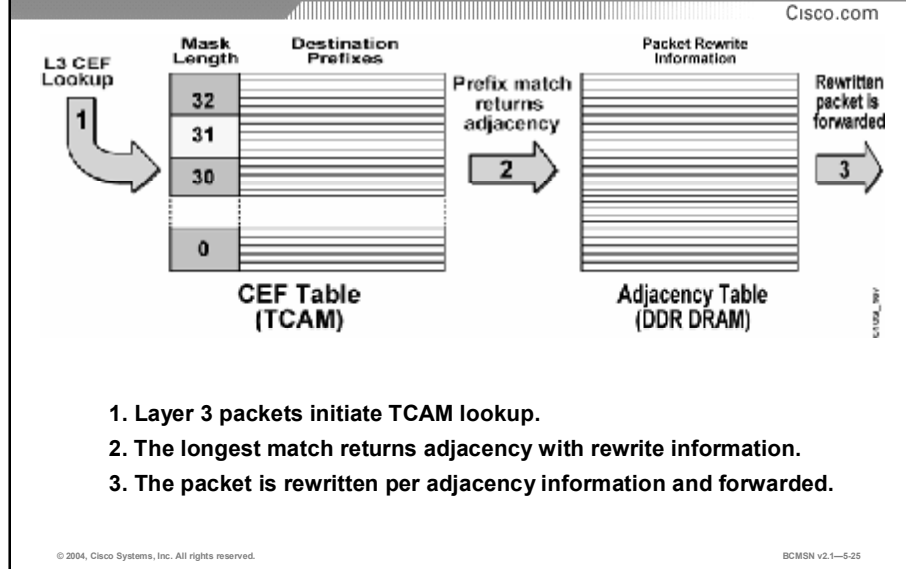 Cisco.com
L3 CEF
Lookup
1
Mask
Length
Destination
Prefixes
32
31
30
0
CEF Table
(TCAM)
Prefix match
returns
adjacency
2
Packet Rewrite
Information
Adjacency Table
(DDR DRAM)
Rewritten
packet is
forwarded
3
1. Layer 3 packets initiate TCAM lookup.
2. The longest match returns adjacency with rewrite information.
3. The packet is rewritten per adjacency information and forwarded.
© 2004, Cisco Systems, Inc. All rights reserved.
BCMSN v2.1—5-25